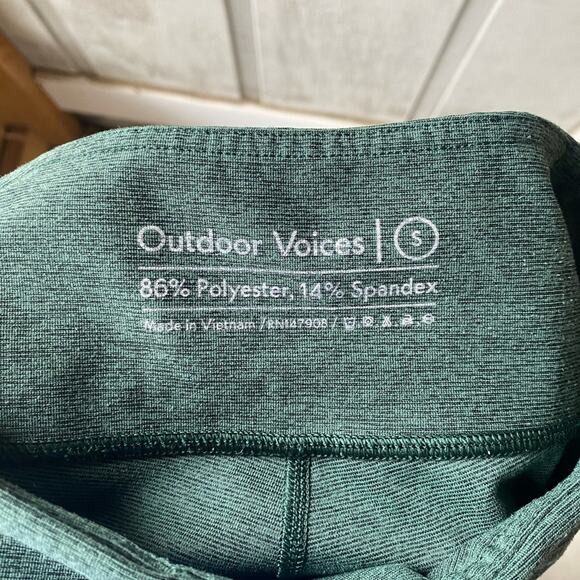 Outdoor Voices | S
86% Polyester, 14% Spandex
Made in Vietnam / RN147908 /